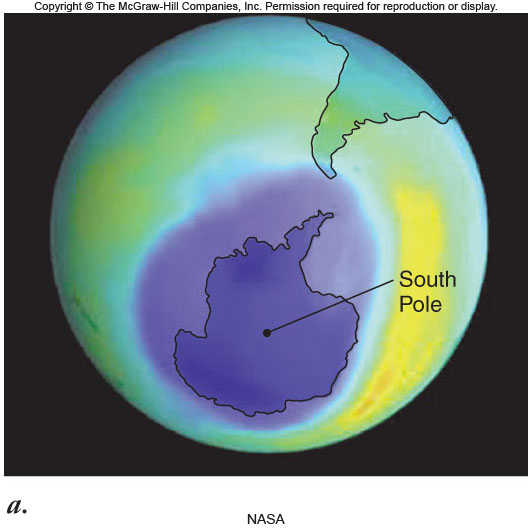 Copyright © The McGraw-Hill Companies, Inc. Permission required for reproduction or display.
South
Pole
a.
NASA